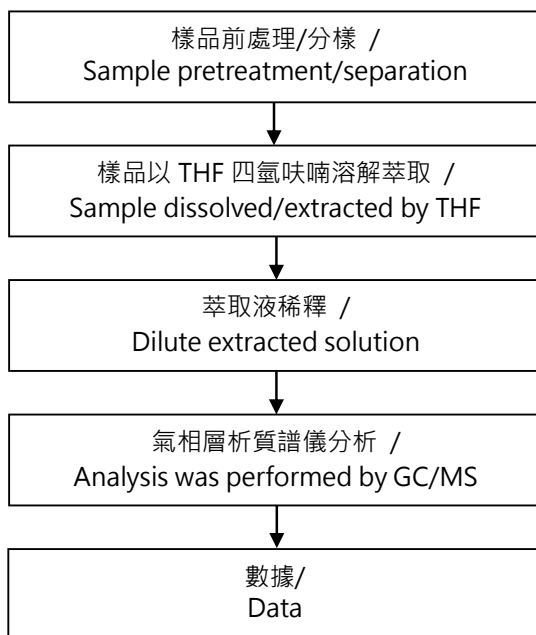 樣品前處理/分樣 /
Sample pretreatment/separation
樣品以 THF 四氫呋喃溶解萃取 /
Sample dissolved/extracted by THF
萃取液稀釋 /
Dilute extracted solution
氣相層析質譜儀分析 /
Analysis was performed by GC/MS
數據/
Data